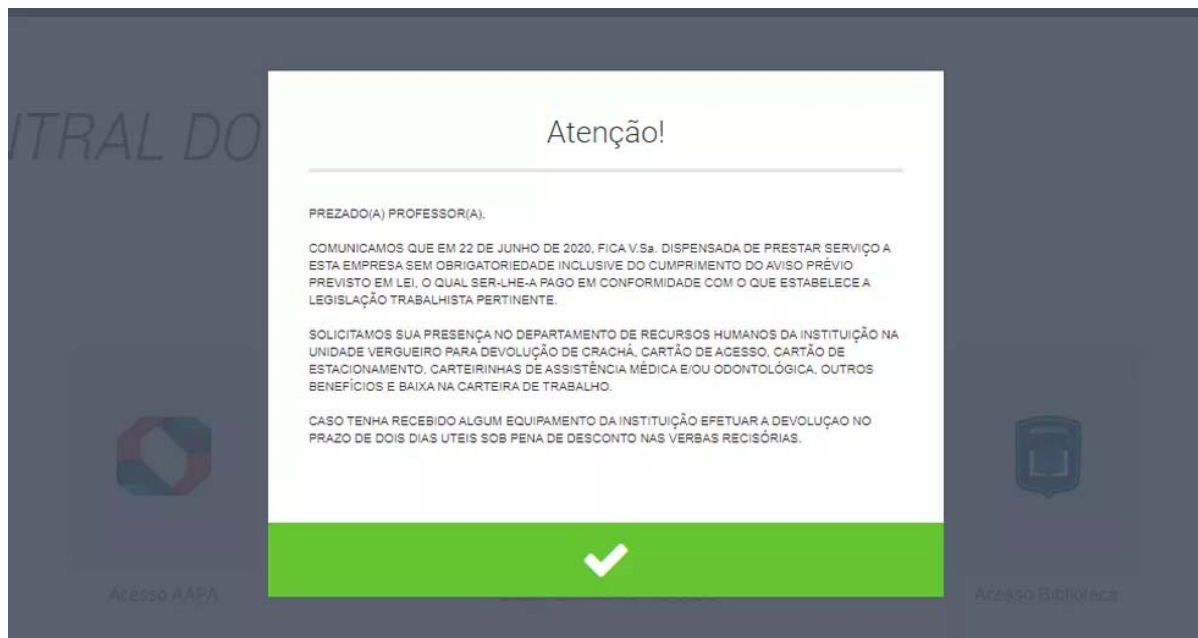 NTRAL DO
Atenção!
PREZADO(A) PROFESSOR(A),
COMUNICAMOS QUE EM 22 DE JUNHO DE 2020, FICA V.Sa. DISPENSADA DE PRESTAR SERVIÇO A
ESTA EMPRESA SEM OBRIGATORIEDADE INCLUSIVE DO CUMPRIMENTO DO AVISO PRÉVIO
PREVISTO EM LEI, O QUAL SER-LHE-A PAGO EM CONFORMIDADE COM O QUE ESTABELECE A
LEGISLAÇÃO TRABALHISTA PERTINENTE.
SOLICITAMOS SUA PRESENÇA NO DEPARTAMENTO DE RECURSOS HUMANOS DA INSTITUIÇÃO NA
UNIDADE VERGUEIRO PARA DEVOLUÇÃO DE CRACHÁ, CARTÃO DE ACESSO, CARTÃO DE
ESTACIONAMENTO, CARTEIRINHAS DE ASSISTÊNCIA MÉDICA E/OU ODONTOLÓGICA, OUTROS
BENEFÍCIOS E BAIXA NA CARTEIRA DE TRABALHO.
CASO TENHA RECEBIDO ALGUM EQUIPAMENTO DA INSTITUIÇÃO EFETUAR A DEVOLUÇAO NO
PRAZO DE DOIS DIAS UTEIS SOB PENA DE DESCONTO NAS VERBAS RECISÓRIAS.
Acesso AAPA
Acesso Biblioteca